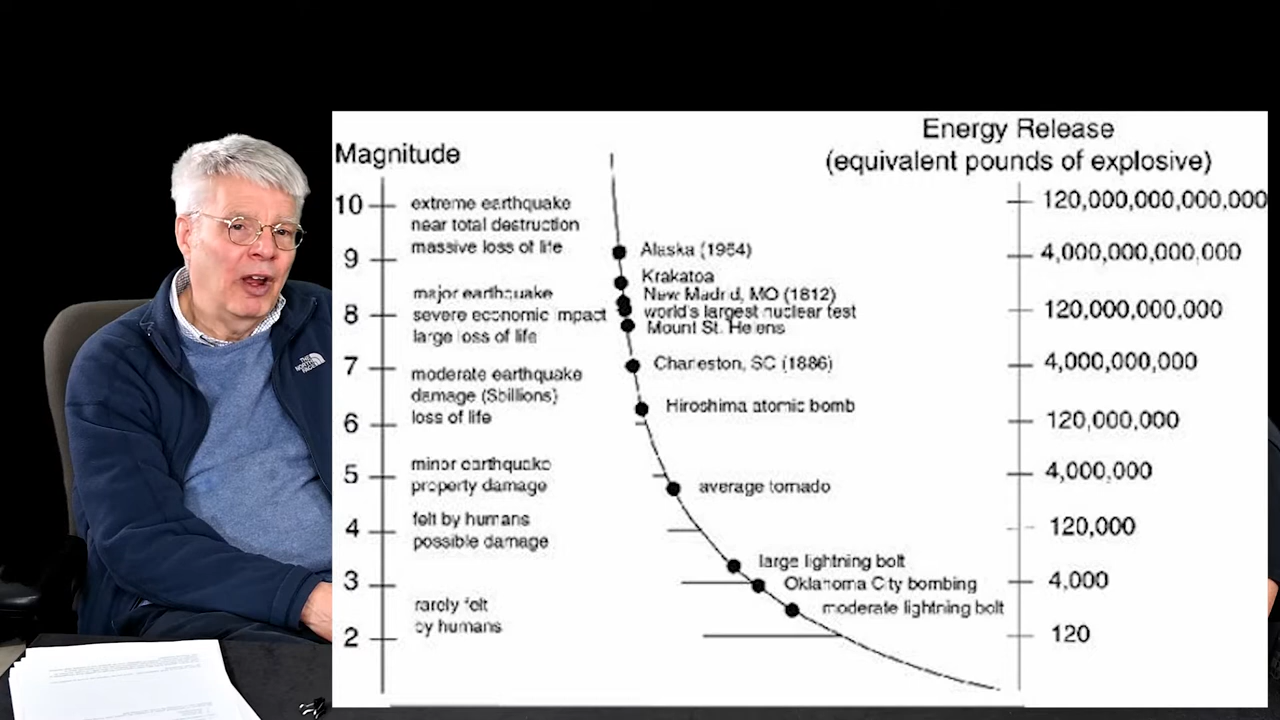 Energy Release
(equivalent pounds of explosive)
Magnitude
10
extreme earthquake
near total destruction
massive loss of life
9
major earthquake
severe economic impact
large loss of life
8
7
moderate earthquake
damage ($billions)
loss of life
6
minor earthquake
property damage
5
felt by humans
possible damage
4
3
rarely felt
by humans
2
Alaska (1964)
Krakatoa
New Madrid, MO (1812)
world's largest nuclear test
Mount St. Helens
Charleston, SC (1886)
Hiroshima atomic bomb
average tornado
large lightning bolt
Oklahoma City bombing
moderate lightning bolt
120,000,000,000,000
4,000,000,000,000
120,000,000,000
4,000,000,000
120,000,000
4,000,000
120,000
4,000
120
THE
NORTH
FACE